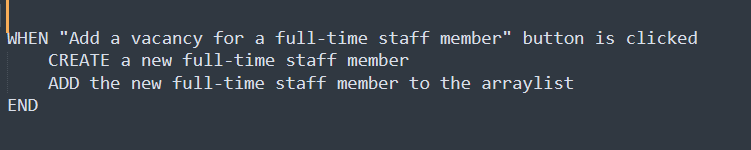 WHEN "Add a vacancy for a full-time staff member" button is clicked
    CREATE a new full-time staff member
    ADD the new full-time staff member to the arraylist
END